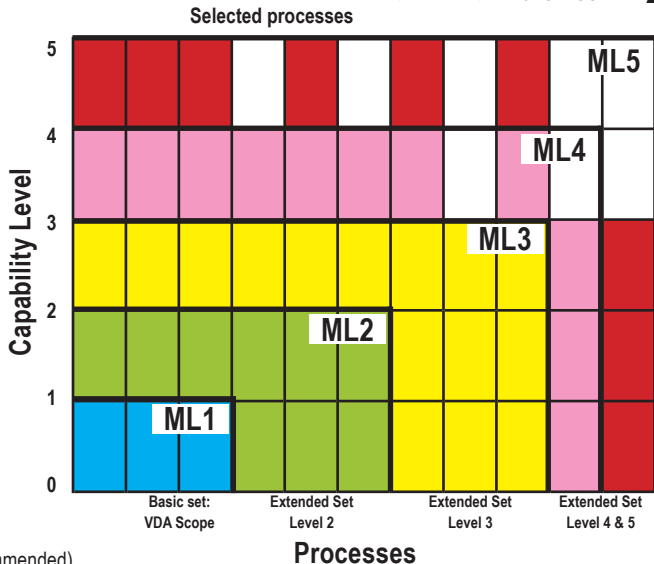 Selected processes
5
ML5
4
ML4
3
ML3
2
ML2
1
ML1
0
Capability Level
Basic set:
VDA Scope
Extended Set
Level 2
Extended Set
Level 3
Extended Set
Level 4 & 5
Processes